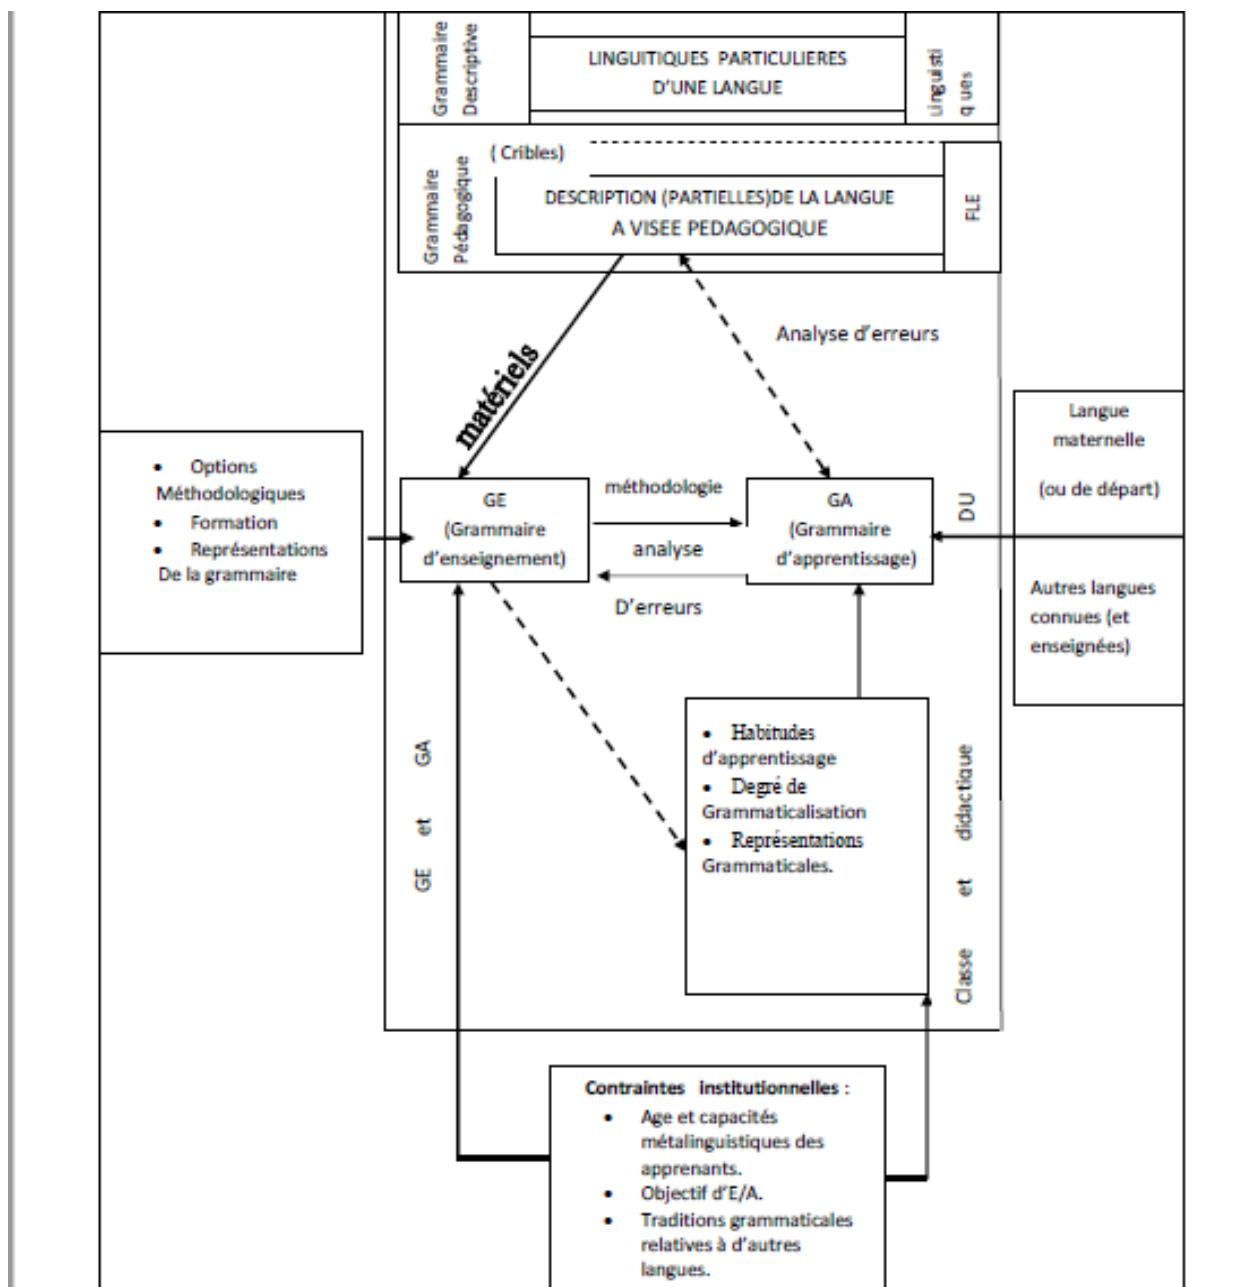 Grammaire
Descriptive
LINGUITIQUES PARTICULIERES
D'UNE LANGUE
Linguisti
ques
( Cribles)
Grammaire
Pédagogique
DESCRIPTION (PARTIELLES)DE LA LANGUE
A VISEE PEDAGOGIQUE
FLE
matériels
Analyse d'erreurs
Langue
maternelle
(ou de départ)
• Options
Méthodologiques
• Formation
• Représentations
De la grammaire
GE
(Grammaire
d'enseignement)
méthodologie
analyse
D'erreurs
GA
(Grammaire
d'apprentissage)
Autres langues
connues (et
enseignées)
GE et GA
• Habitudes
d'apprentissage
• Degré de
Grammaticalisation
• Représentations
Grammaticales.
Classe et didactique DU
Contraintes institutionnelles :
• Age et capacités
métalinguistiques des
apprenants.
• Objectif d'E/A.
• Traditions grammaticales
relatives à d'autres
langues.